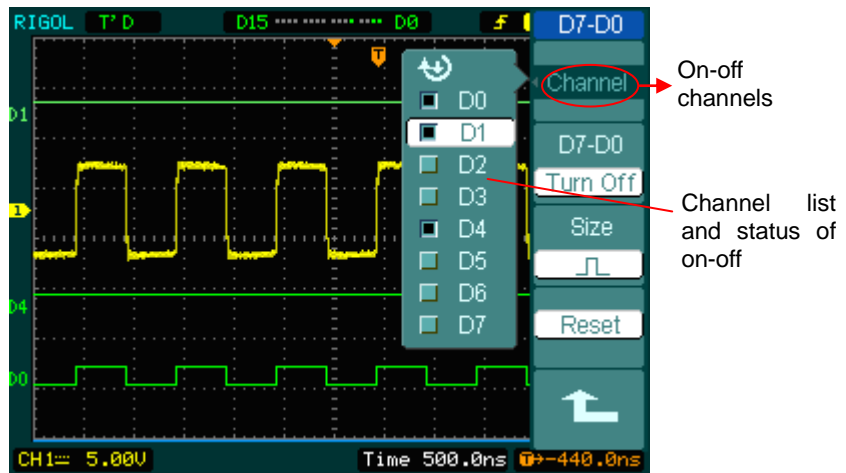 RIGOL T'D D15 ···· ···· ···· ···· D0 D7-D0
T
D1
1
D4
D0
D0
D1
D2
D3
D4
D5
D6
D7
Channel
D7-D0
Turn Off
Size
Reset
CH1 5.00V Time 500.0ns T→-440.0ns
On-off
channels
Channel list
and status of
on-off